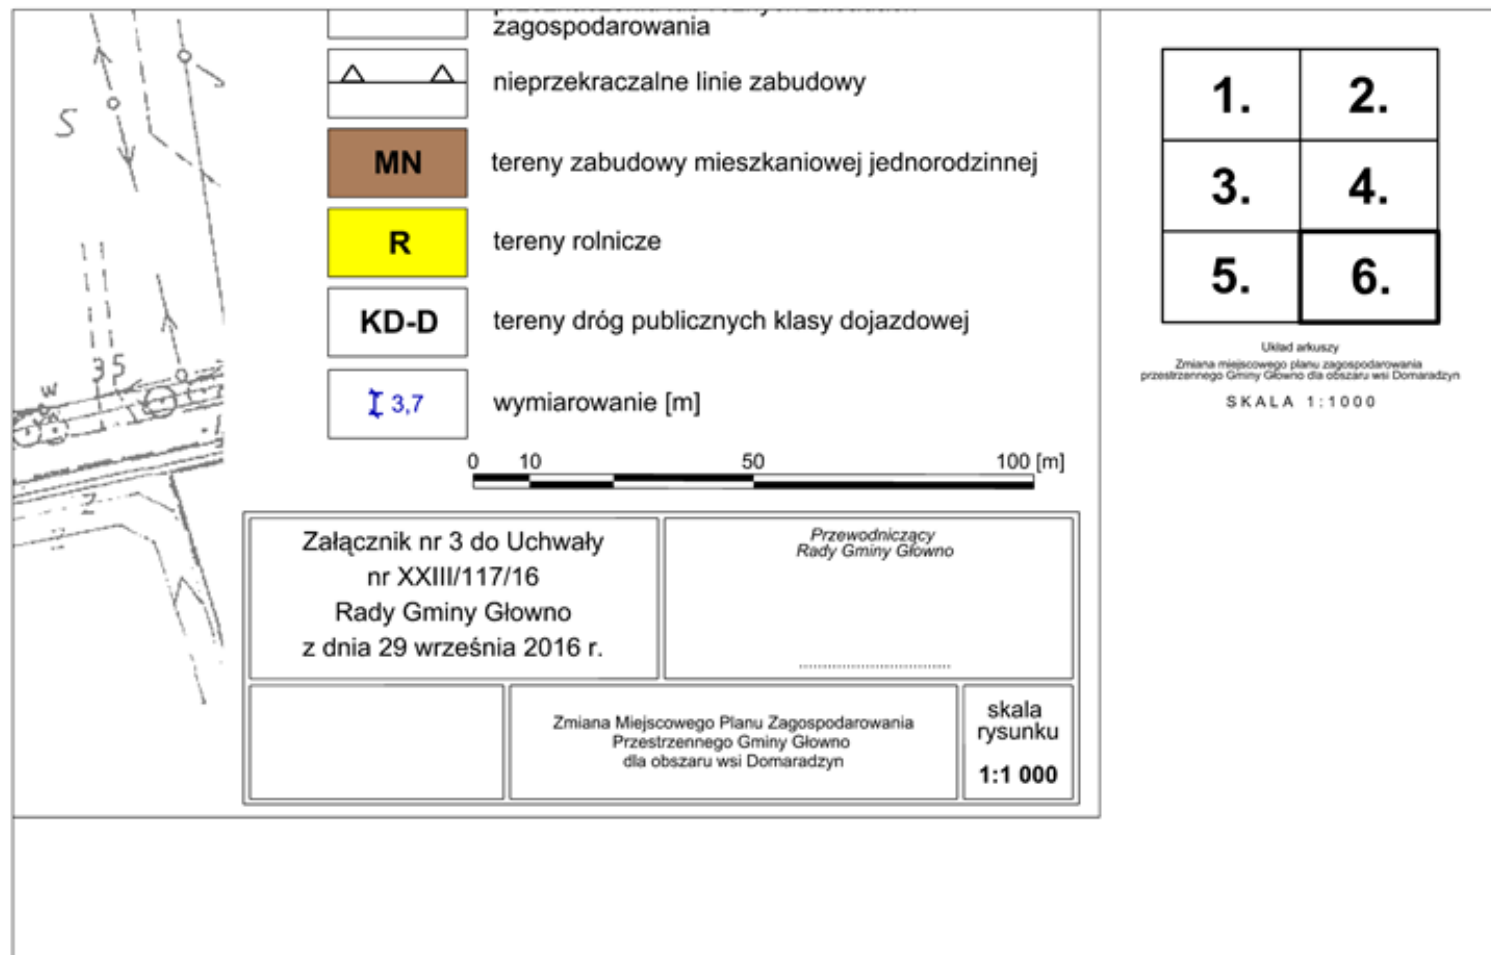 zagospodarowania
nieprzekraczalne linie zabudowy
MN
tereny zabudowy mieszkaniowej jednorodzinnej
R
tereny rolnicze
KD-D
tereny dróg publicznych klasy dojazdowej
3,7
wymiarowanie [m]
0 10 50 100 [m]
Załącznik nr 3 do Uchwały
nr XXIII/117/16
Rady Gminy Głowno
z dnia 29 września 2016 r.
Przewodniczący
Rady Gminy Głowno
Zmiana Miejscowego Planu Zagospodarowania
Przestrzennego Gminy Głowno
dla obszaru wsi Domaradzyn
skala
rysunku
1:1 000
1. 2.
3. 4.
5. 6.
Układ arkuszy
Zmiana miejscowego planu zagospodarowania
przestrzennego Gminy Głowno dla obszaru wsi Domaradzyn
SKALA 1:1000
S
35
w
2